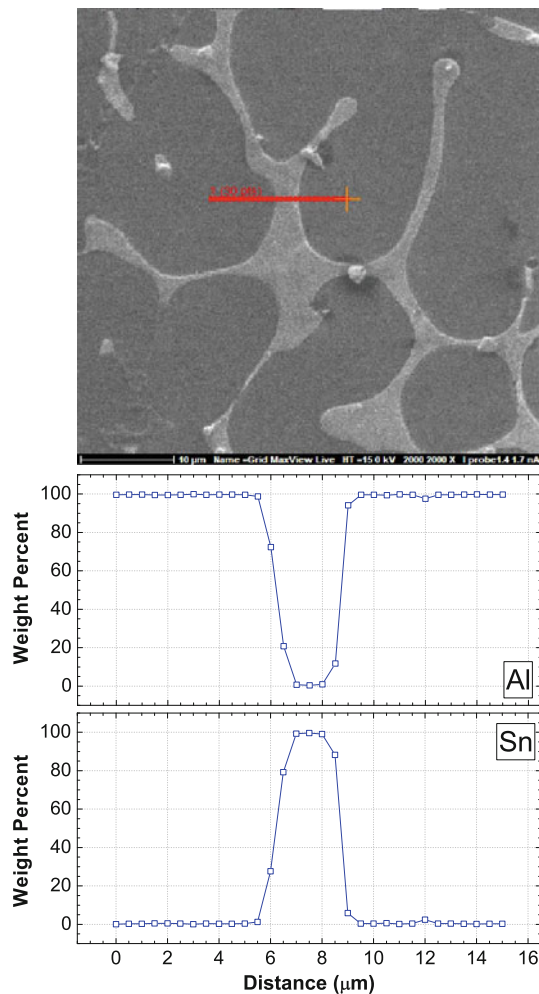 10 µm Name =Grid MaxView Live HT =15.0 kV 2000 2000 X I probe1.4 1.7 nA
100
80
60
40
20
0
Weight Percent
Al
100
80
60
40
20
0
Weight Percent
Sn
0 2 4 6 8 10 12 14 16
Distance (µm)